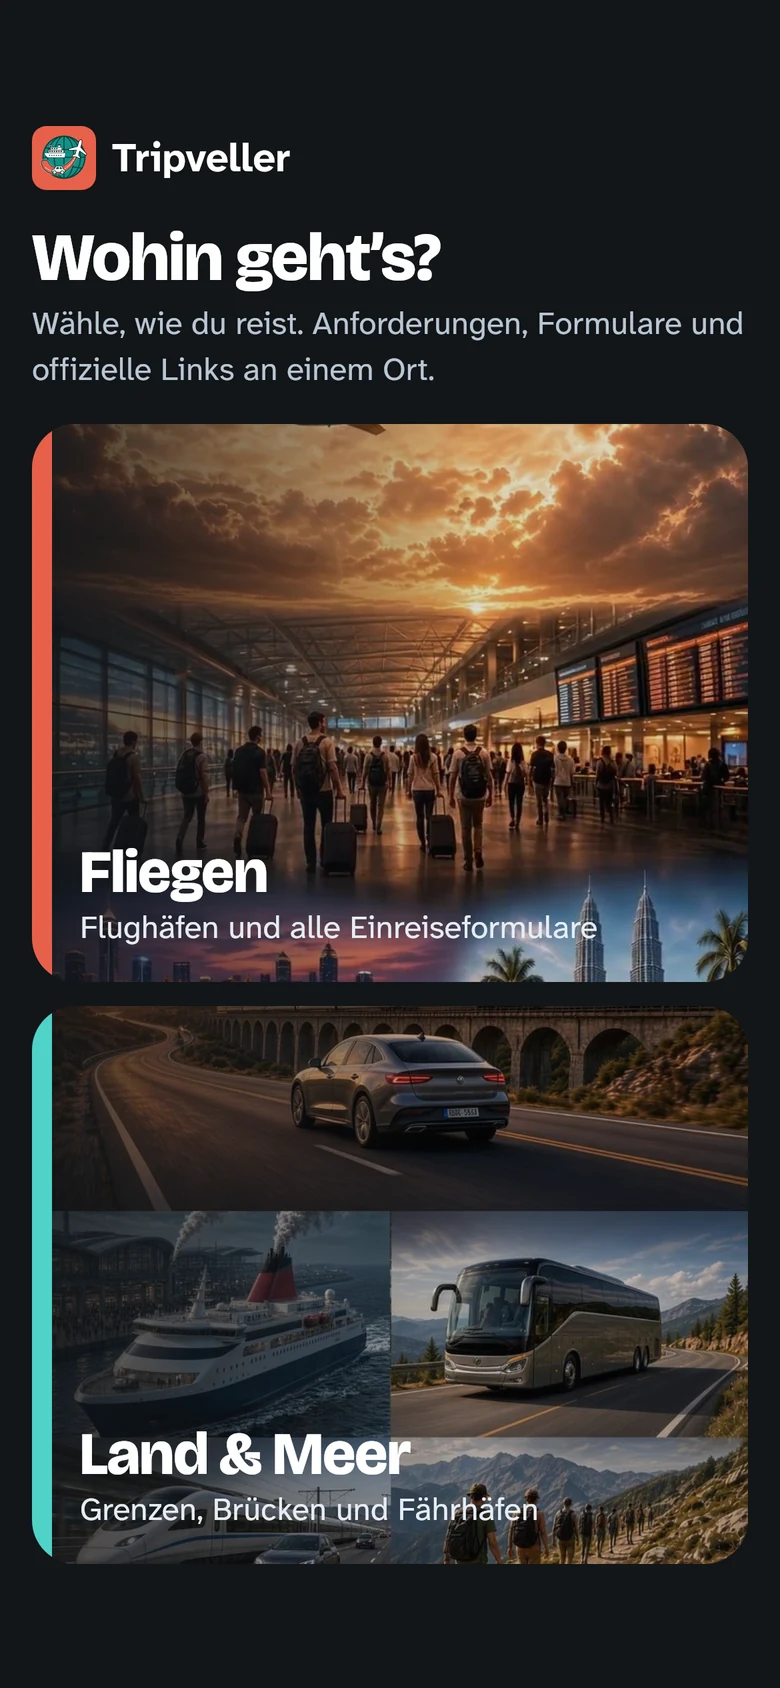 Tripveller
Wohin geht’s?
Wähle, wie du reist. Anforderungen, Formulare und
offizielle Links an einem Ort.
Fliegen
Flughäfen und alle Einreiseformulare
Land & Meer
Grenzen, Brücken und Fährhäfen